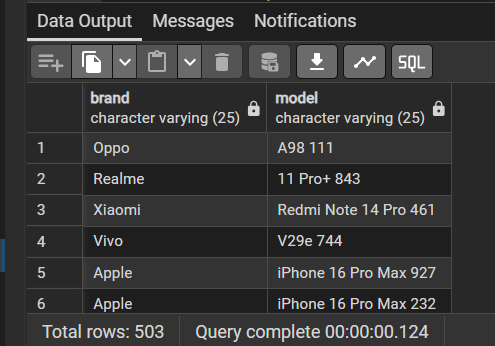 Data Output Messages Notifications
SQL
brand model
character varying (25) character varying (25)
1 Oppo A98 111
2 Realme 11 Pro+ 843
3 Xiaomi Redmi Note 14 Pro 461
4 Vivo V29e 744
5 Apple iPhone 16 Pro Max 927
6 Apple iPhone 16 Pro Max 232
Total rows: 503 Query complete 00:00:00.124